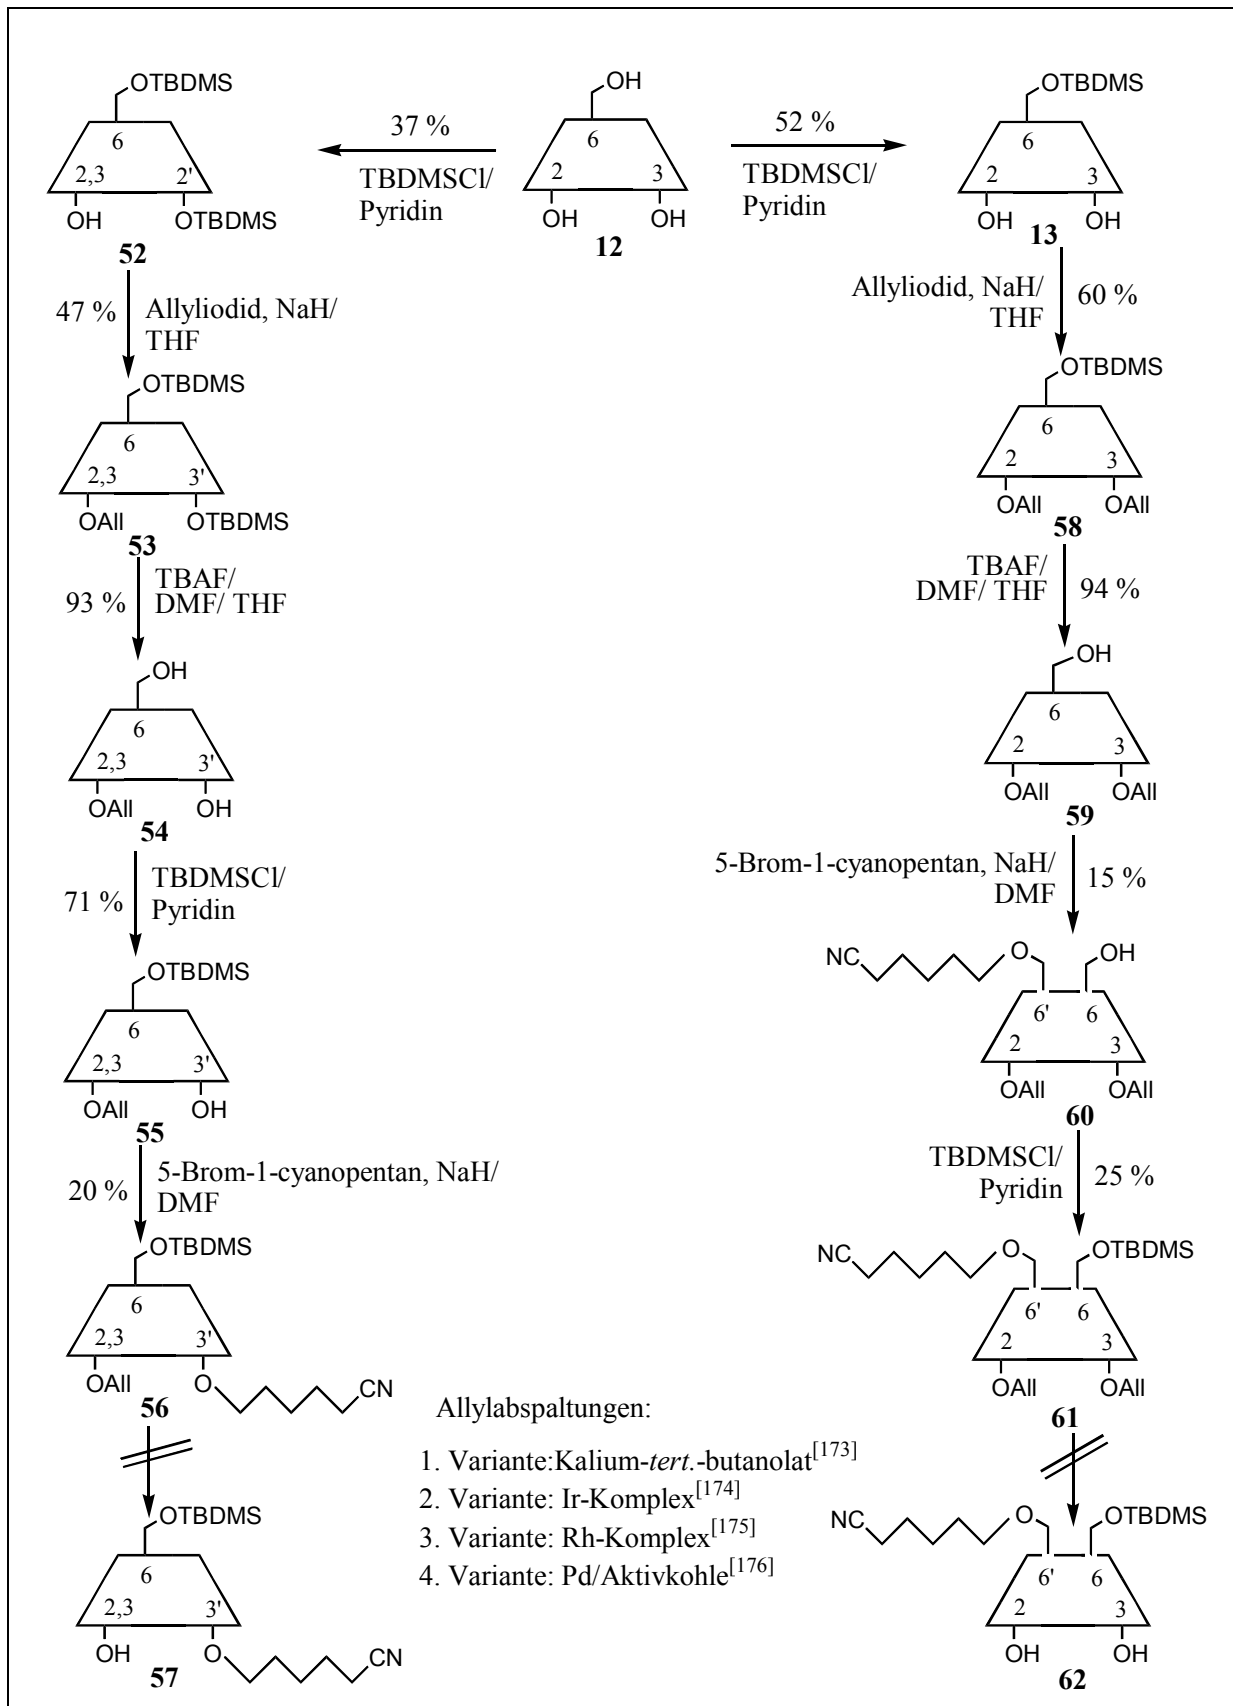 OTBDMS
6
2,3
2'
OH
OTBDMS
52
37 %
TBDMSCl/
Pyridin
OH
6
2
3
OH
OH
12
52 %
TBDMSCl/
Pyridin
OTBDMS
6
2
3
OH
OH
13
47 %
Allyliodid, NaH/
THF
OTBDMS
6
2,3
3'
OAll
OTBDMS
53
93 %
TBAF/
DMF/ THF
OH
6
2,3
3'
OAll
OH
54
71 %
TBDMSCl/
Pyridin
OTBDMS
6
2,3
3'
OAll
OH
55
20 %
5-Brom-1-cyanopentan, NaH/
DMF
OTBDMS
6
2,3
3'
OAll
O
CN
56
OTBDMS
6
2,3
3'
OH
O
CN
57
Allyliodid, NaH/
THF
60 %
OTBDMS
6
2
3
OAll
OAll
58
TBAF/
DMF/ THF
94 %
OH
6
2
3
OAll
OAll
59
5-Brom-1-cyanopentan, NaH/
DMF
15 %
NC
O
OH
6'
6
2
3
OAll
OAll
60
TBDMSCl/
Pyridin
25 %
NC
O
OTBDMS
6'
6
2
3
OAll
OAll
61
NC
O
OTBDMS
6'
6
2
3
OH
OH
62
Allylabspaltungen:
1. Variante:Kalium-tert.-butanolat[173]
2. Variante: Ir-Komplex[174]
3. Variante: Rh-Komplex[175]
4. Variante: Pd/Aktivkohle[176]